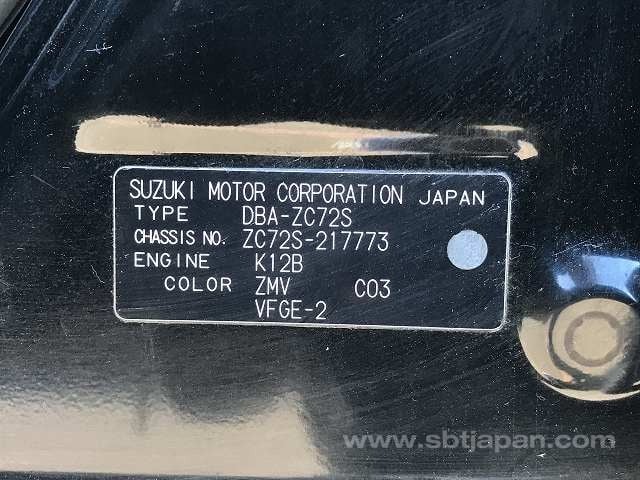 SUZUKI MOTOR CORPORATION JAPAN
TYPE DBA-ZC72S
CHASSIS NO. ZC72S-217773
ENGINE K12B
COLOR ZMV C03
VFGE-2
www.sbtjapan.com